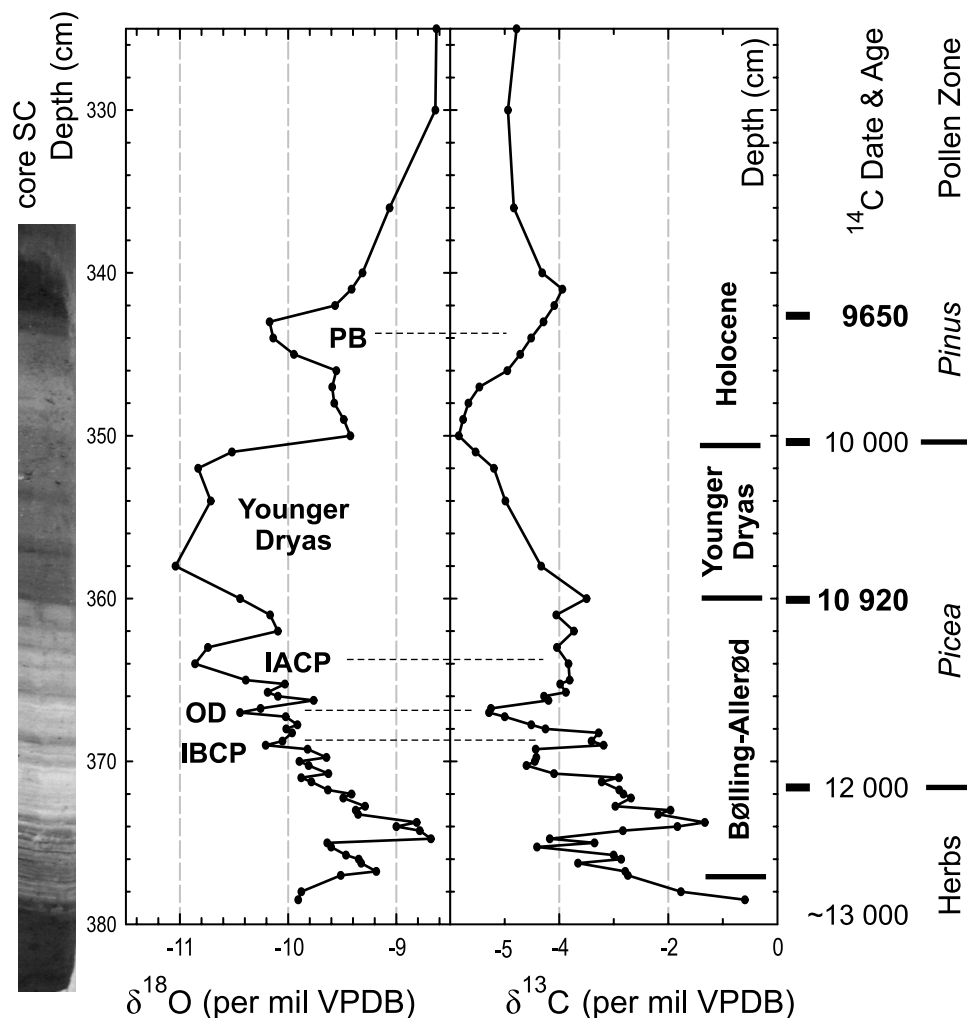 core SC
Depth (cm)
330
340
350
360
370
380
-11
-10
-9
δ18O (per mil VPDB)
PB
Younger
Dryas
IACP
OD
IBCP
-5
-4
-2
0
δ13C (per mil VPDB)
Depth (cm)
Holocene
Younger
Dryas
Bølling-Allerød
14C Date & Age
9650
10 000
10 920
12 000
~13 000
Pollen Zone
Pinus
Picea
Herbs